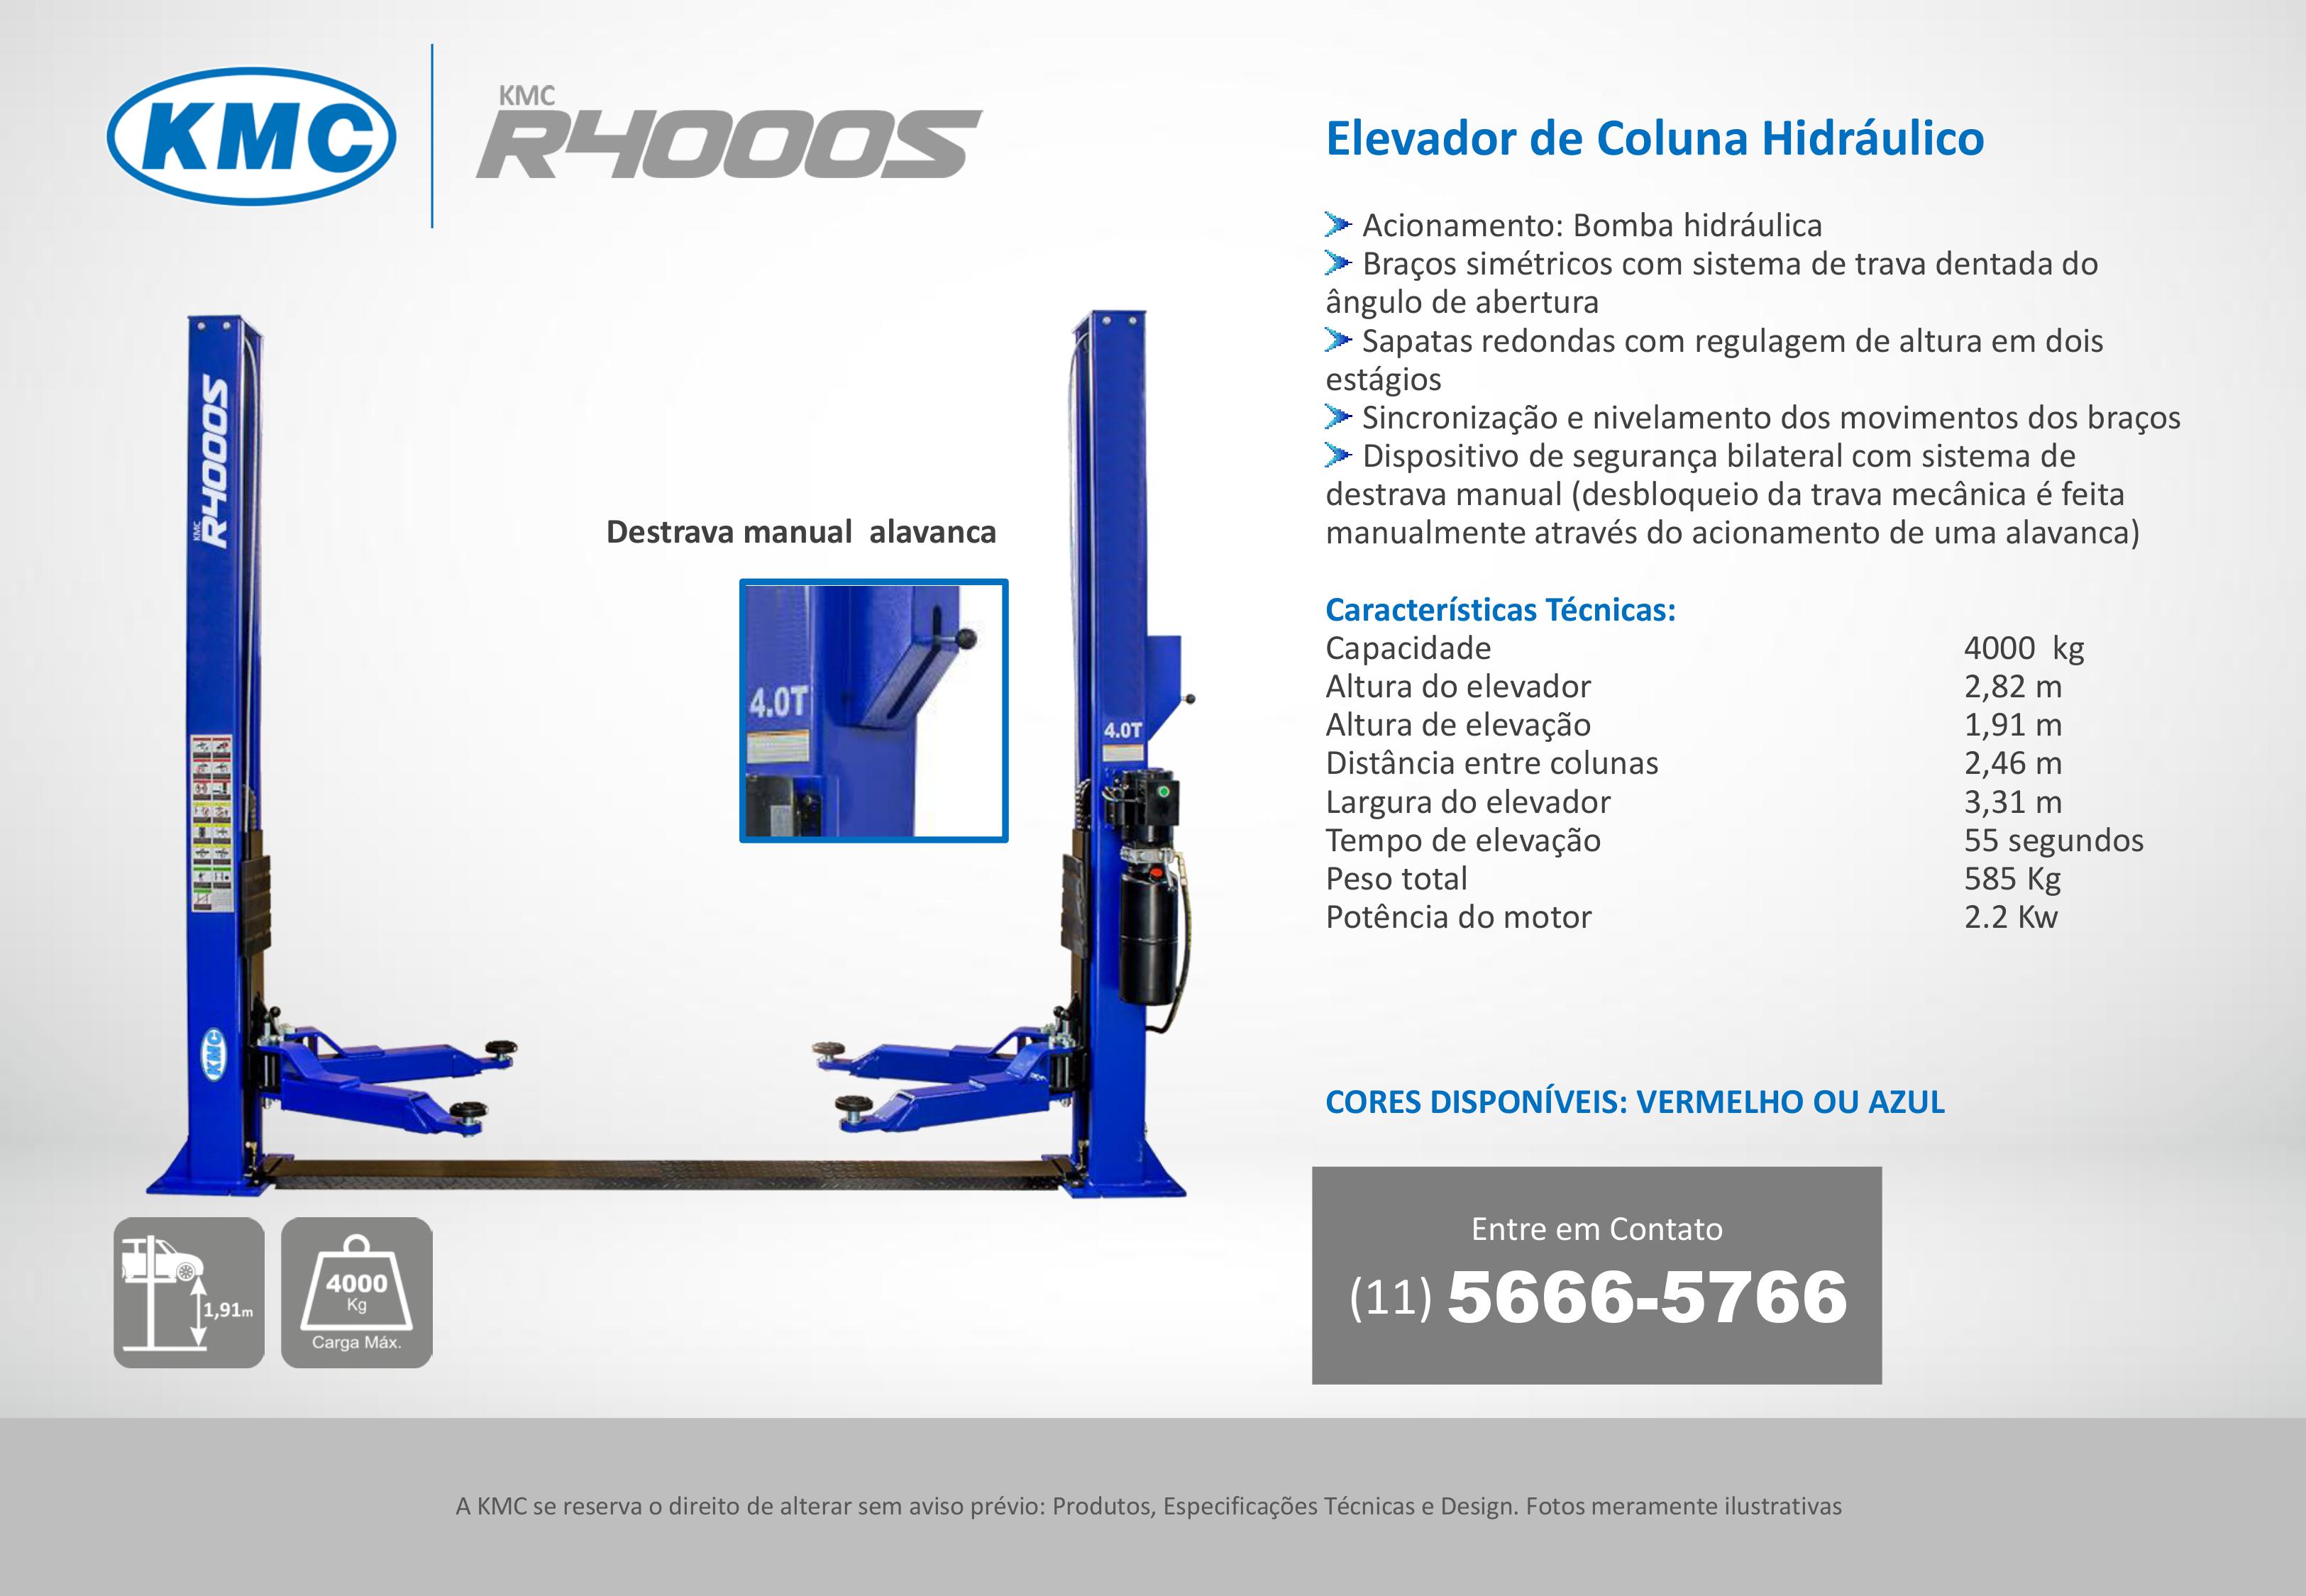 KMC
KMC
R4000S
Elevador de Coluna Hidráulico
Acionamento: Bomba hidráulica
Braços simétricos com sistema de trava dentada do
ângulo de abertura
Sapatas redondas com regulagem de altura em dois
estágios
Sincronização e nivelamento dos movimentos dos braços
Dispositivo de segurança bilateral com sistema de
destrava manual (desbloqueio da trava mecânica é feita
manualmente através do acionamento de uma alavanca)
Características Técnicas:
Capacidade 4000 kg
Altura do elevador 2,82 m
Altura de elevação 1,91 m
Distância entre colunas 2,46 m
Largura do elevador 3,31 m
Tempo de elevação 55 segundos
Peso total 585 Kg
Potência do motor 2.2 Kw
CORES DISPONÍVEIS: VERMELHO OU AZUL
Entre em Contato
(11) 5666-5766
KMC
R4000S
Destrava manual alavanca
4.0T
4.0T
KMC
1,91m
4000
Kg
Carga Máx.
A KMC se reserva o direito de alterar sem aviso prévio: Produtos, Especificações Técnicas e Design. Fotos meramente ilustrativas